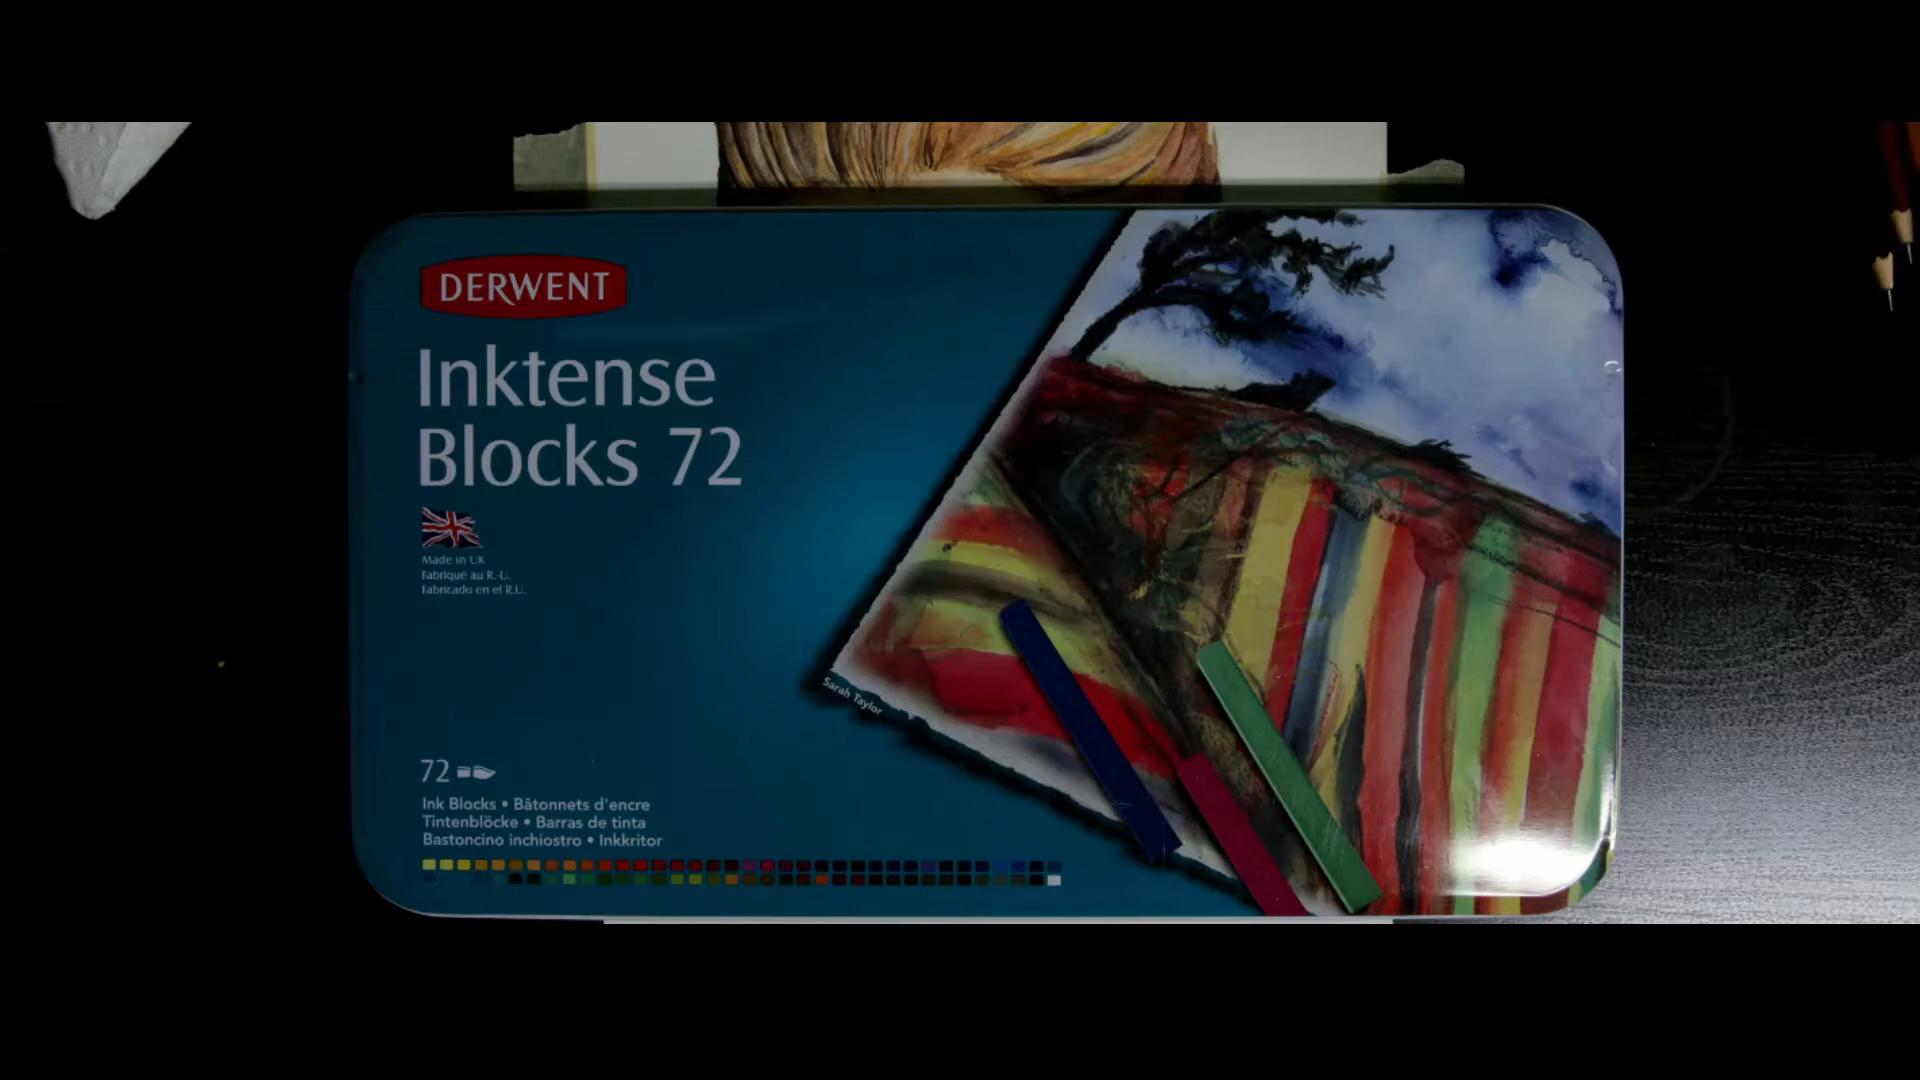 DERWENT
Inktense
Blocks 72
Made in UK
Fabriqué au R.-U.
Fabricado en el R.U.
Sarah Taylor
72
Ink Blocks • Bâtonnets d'encre
Tintenblöcke • Barras de tinta
Bastoncino inchiostro • Inkkritor